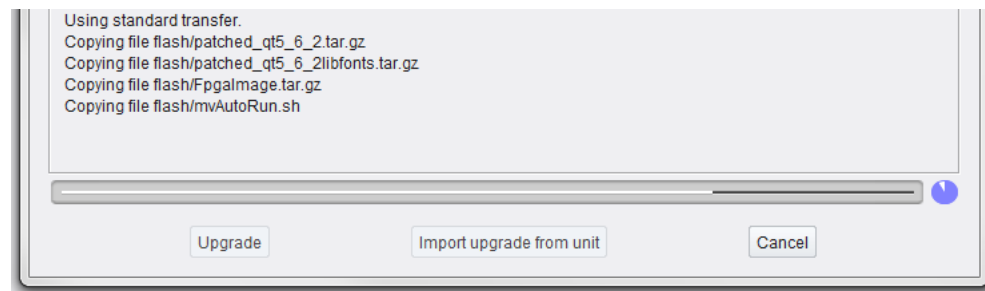 Using standard transfer.
Copying file flash/patched_qt5_6_2.tar.gz
Copying file flash/patched_qt5_6_2libfonts.tar.gz
Copying file flash/FpgaImage.tar.gz
Copying file flash/mvAutoRun.sh
Upgrade
Import upgrade from unit
Cancel